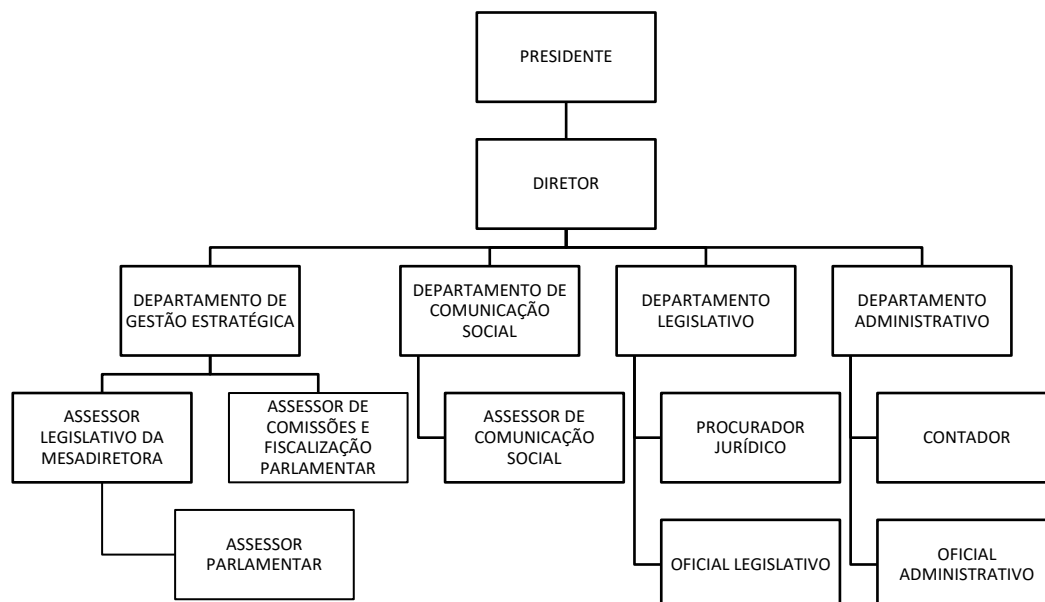 PRESIDENTE
DIRETOR
DEPARTAMENTO DE
GESTÃO ESTRATÉGICA
DEPARTAMENTO DE
COMUNICAÇÃO
SOCIAL
DEPARTAMENTO
LEGISLATIVO
DEPARTAMENTO
ADMINISTRATIVO
ASSESSOR
LEGISLATIVO DA
MESADIRETORA
ASSESSOR DE
COMISSÕES E
FISCALIZAÇÃO
PARLAMENTAR
ASSESSOR DE
COMUNICAÇÃO
SOCIAL
PROCURADOR
JURÍDICO
CONTADOR
ASSESSOR
PARLAMENTAR
OFICIAL LEGISLATIVO
OFICIAL
ADMINISTRATIVO